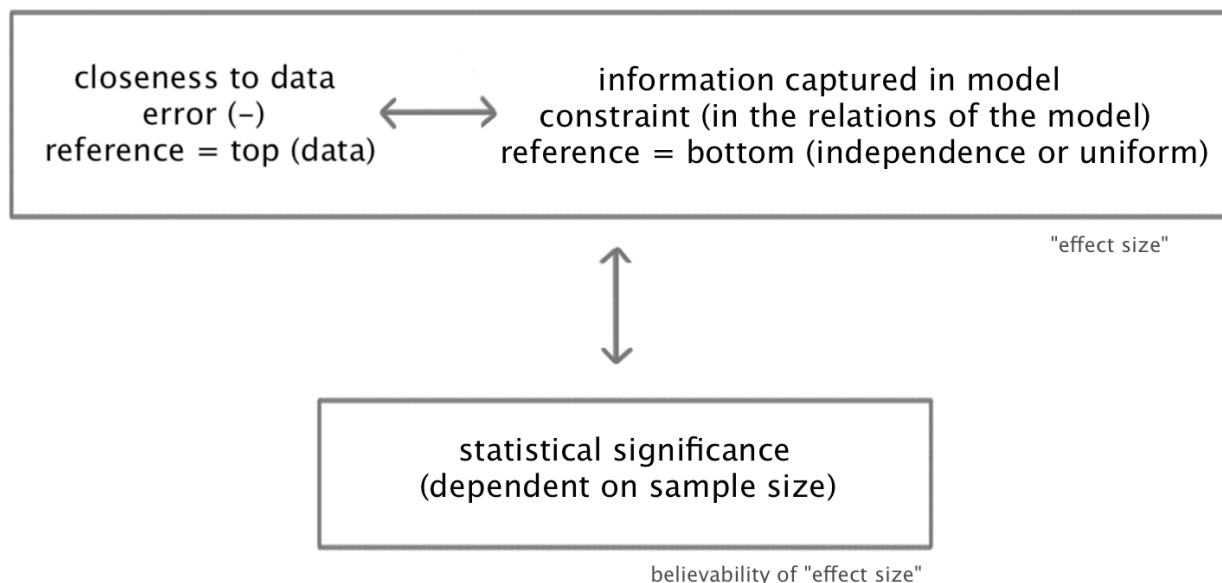 closeness to data
error (–)
reference = top (data)
information captured in model
constraint (in the relations of the model)
reference = bottom (independence or uniform)
"effect size"
statistical significance
(dependent on sample size)
believability of "effect size"